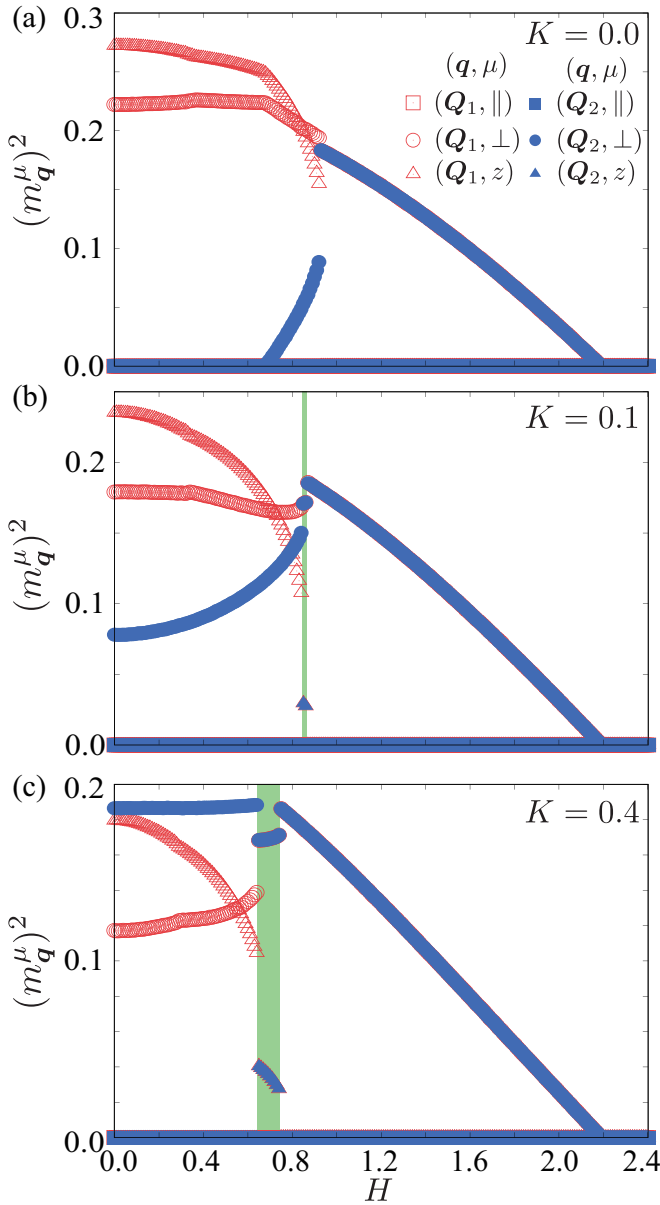 (a)
K = 0.0
(q, μ) (q, μ)
(Q₁, ∥) (Q₂, ∥)
(Q₁, ⊥) (Q₂, ⊥)
(Q₁, z) (Q₂, z)
0.3
0.2
0.1
0.0
(m_q^μ)²
(b)
K = 0.1
0.2
0.1
0.0
(m_q^μ)²
(c)
K = 0.4
0.2
0.1
0.0
(m_q^μ)²
0.0 0.4 0.8 1.2 1.6 2.0 2.4
H